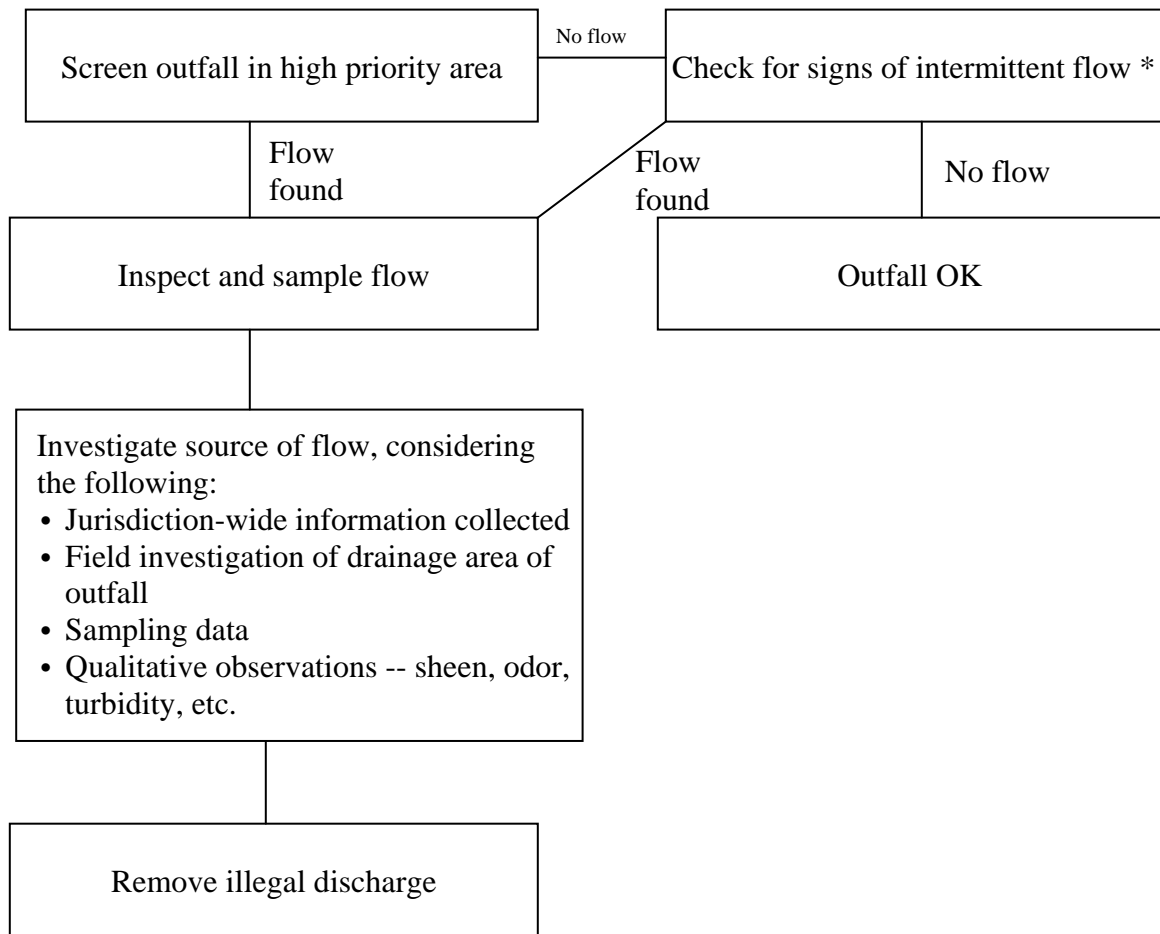 Screen outfall in high priority area
No flow
Check for signs of intermittent flow *
Flow
found
Flow
found
No flow
Inspect and sample flow
Outfall OK
Investigate source of flow, considering
the following:
• Jurisdiction-wide information collected
• Field investigation of drainage area of
outfall
• Sampling data
• Qualitative observations -- sheen, odor,
turbidity, etc.
Remove illegal discharge